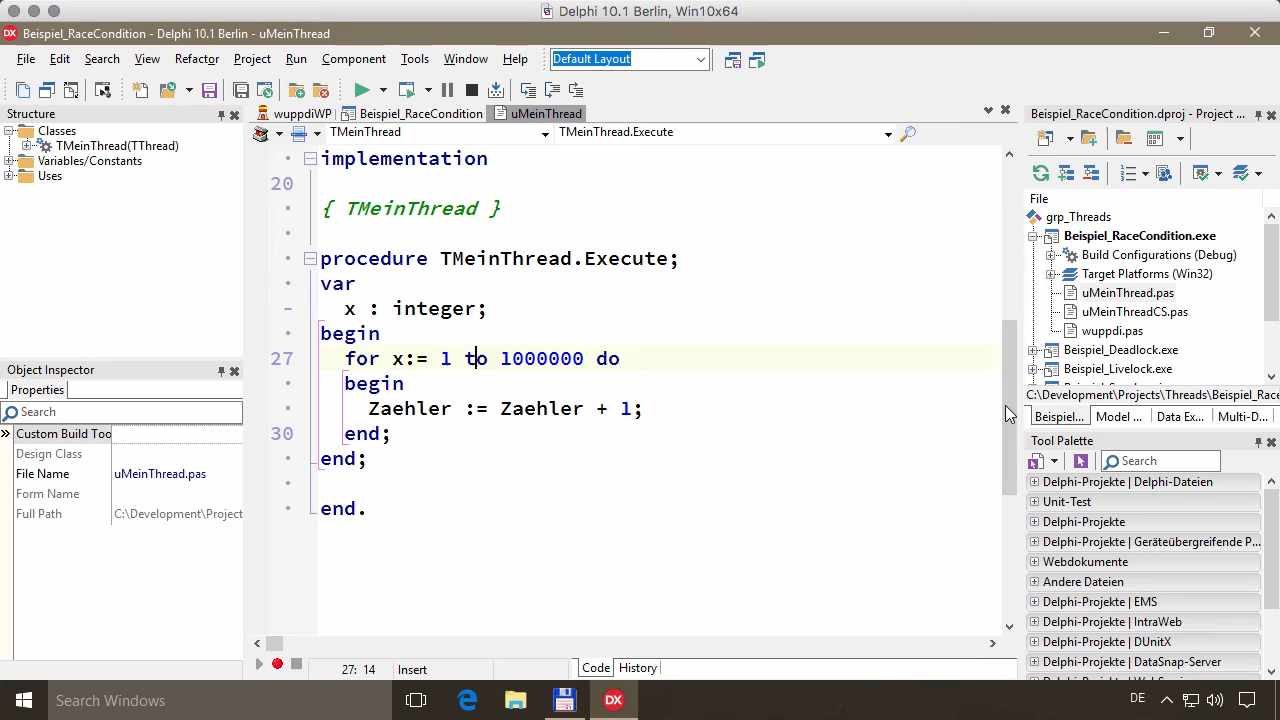 Delphi 10.1 Berlin, Win10x64
DX Beispiel_RaceCondition - Delphi 10.1 Berlin - uMeinThread
File Edit Search View Refactor Project Run Component Tools Window Help Default Layout
Structure
Classes
TMeinThread(TThread)
Variables/Constants
Uses
Object Inspector
Properties
Search
Custom Build Too
Design Class
File Name uMeinThread.pas
Form Name
Full Path C:\Development\Project
wuppdiWP Beispiel_RaceCondition uMeinThread
TMeinThread TMeinThread.Execute
implementation
20
{ TMeinThread }
procedure TMeinThread.Execute;
var
x : integer;
begin
27 for x:= 1 to 1000000 do
begin
Zaehler := Zaehler + 1;
30 end;
end;
end.
27: 14 Insert Code History
Beispiel_RaceCondition.dproj - Project ...
File
grp_Threads
Beispiel_RaceCondition.exe
Build Configurations (Debug)
Target Platforms (Win32)
uMeinThread.pas
uMeinThreadCS.pas
wuppdi.pas
Beispiel_Deadlock.exe
Beispiel_Livelock.exe
C:\Development\Projects\Threads\Beispiel_Race
Beispiel... Model ... Data Ex... Multi-D...
Tool Palette
Search
Delphi-Projekte | Delphi-Dateien
Unit-Test
Delphi-Projekte
Delphi-Projekte | Geräteübergreifende P...
Webdokumente
Andere Dateien
Delphi-Projekte | EMS
Delphi-Projekte | IntraWeb
Delphi-Projekte | DUnitX
Delphi-Projekte | DataSnap-Server
Search Windows DX DE